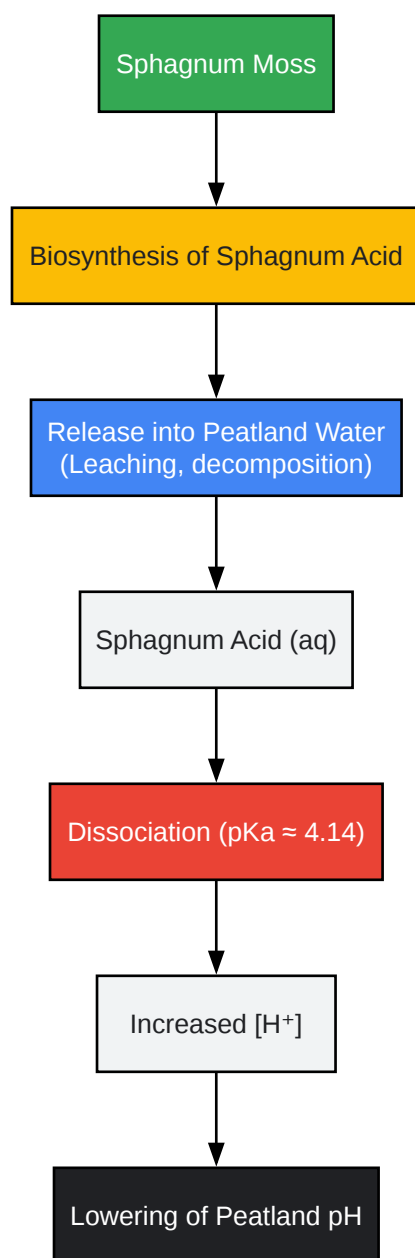 Sphagnum Moss
Biosynthesis of Sphagnum Acid
Release into Peatland Water
(Leaching, decomposition)
Sphagnum Acid (aq)
Dissociation (pKa ≈ 4.14)
Increased [H⁺]
Lowering of Peatland pH